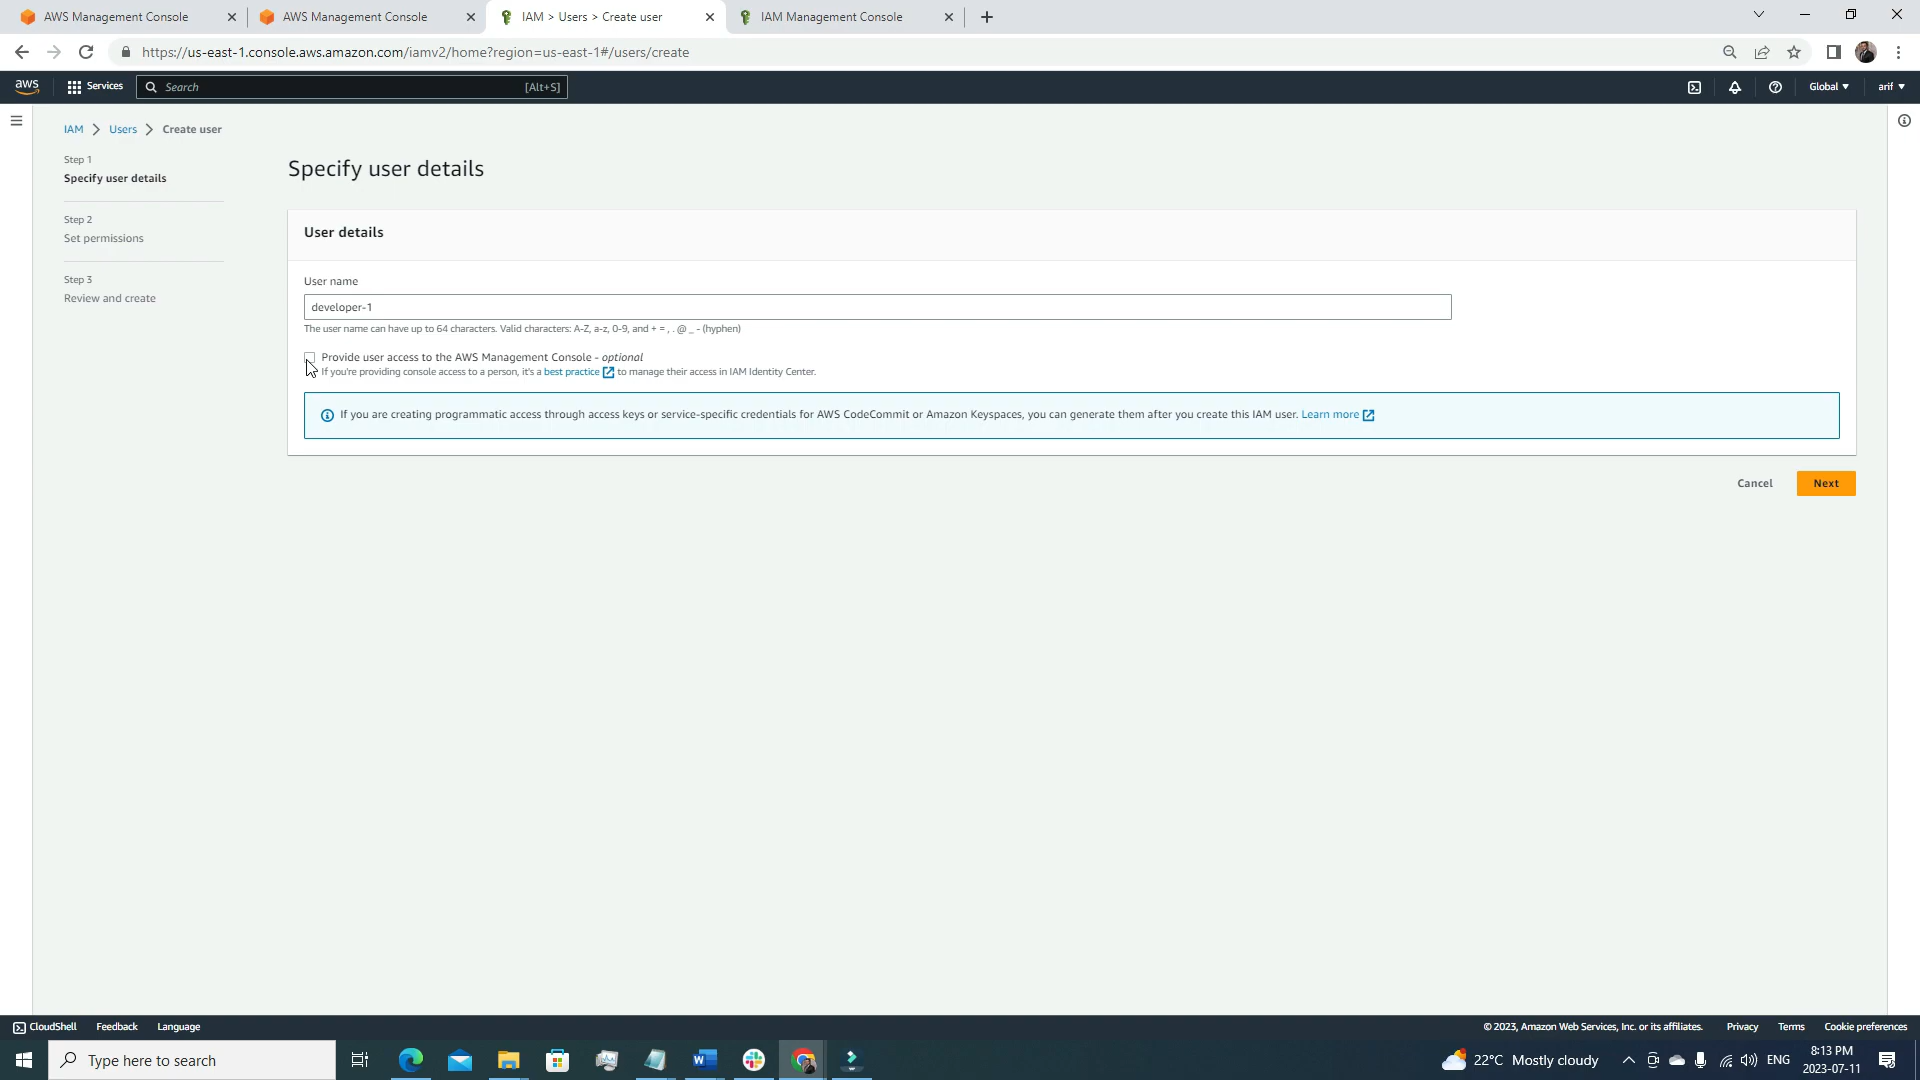 AWS Management Console
AWS Management Console
IAM > Users > Create user
IAM Management Console
https://us-east-1.console.aws.amazon.com/iamv2/home?region=us-east-1#/users/create
aws
Services
Search
[Alt+S]
Global
arif
IAM
Users
Create user
Step 1
Specify user details
Step 2
Set permissions
Step 3
Review and create
Specify user details
User details
User name
developer-1
The user name can have up to 64 characters. Valid characters: A-Z, a-z, 0-9, and + = , . @ _ - (hyphen)
Provide user access to the AWS Management Console - optional
If you're providing console access to a person, it's a best practice to manage their access in IAM Identity Center.
If you are creating programmatic access through access keys or service-specific credentials for AWS CodeCommit or Amazon Keyspaces, you can generate them after you create this IAM user. Learn more
Cancel
Next
CloudShell
Feedback
Language
© 2023, Amazon Web Services, Inc. or its affiliates.
Privacy
Terms
Cookie preferences
Type here to search
22°C Mostly cloudy
ENG
8:13 PM
2023-07-11